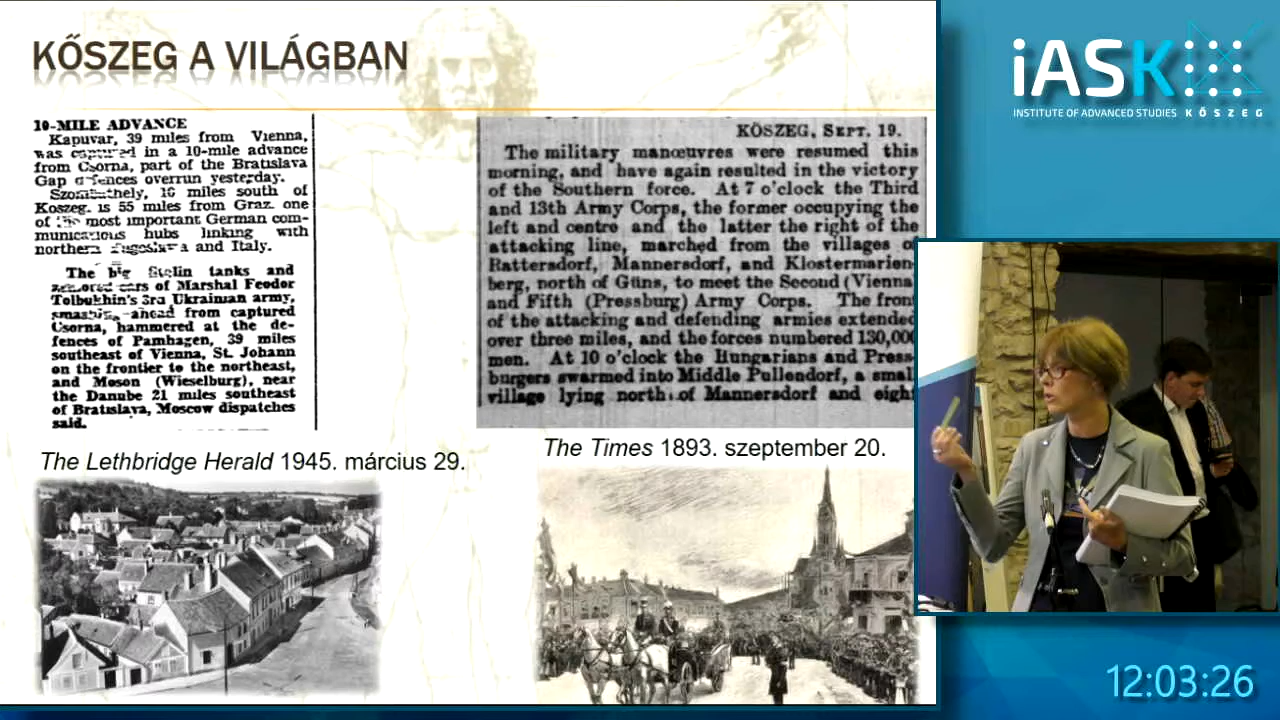 KŐSZEG A VILÁGBAN
10-MILE ADVANCE
Kapuvar, 39 miles from Vienna,
was captured in a 10-mile advance
from Csorna, part of the Bratislava
Gap defences overrun yesterday.
Szombathely, 10 miles south of
Koszeg, is 55 miles from Graz, one
of the most important German com-
munications hubs linking with
northern and Italy.
The big Stalin tanks and
cars of Marshal Feodor
Tolbukhin's 3rd Ukrainian army,
smashing ahead from captured
Csorna, hammered at the de-
fences of Pamhagen, 39 miles
southeast of Vienna, St. Johann
on the frontier to the northeast,
and Moson (Wieselburg), near
the Danube 21 miles southeast
of Bratislava, Moscow dispatches
said.
The Lethbridge Herald 1945. március 29.
KÖSZEG, SEPT. 19.
The military manœuvres were resumed this
morning, and have again resulted in the victory
of the Southern force. At 7 o'clock the Third
and 13th Army Corps, the former occupying the
left and centre and the latter the right of the
attacking line, marched from the villages of
Rattersdorf, Mannersdorf, and Klostermarien-
berg, north of Güns, to meet the Second (Vienna
and Fifth (Pressburg) Army Corps. The front
of the attacking and defending armies extended
over three miles, and the forces numbered 130,000
men. At 10 o'clock the Hungarians and Press-
burgers swarmed into Middle Pullendorf, a small
village lying north of Mannersdorf and eight
The Times 1893. szeptember 20.
iASK
INSTITUTE OF ADVANCED STUDIES KŐSZEG
12:03:26